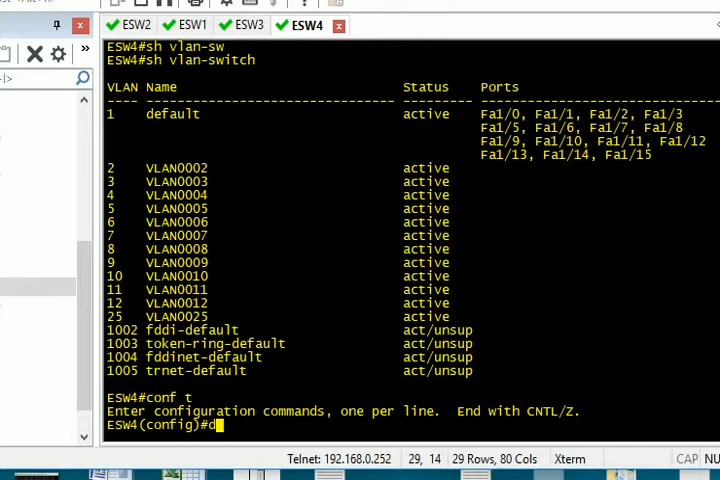 ESW2 ESW1 ESW3 ESW4
ESW4#sh vlan-sw
ESW4#sh vlan-switch
VLAN Name Status Ports
---- -------------------------------- --------- -------------------------------
1 default active Fa1/0, Fa1/1, Fa1/2, Fa1/3
Fa1/5, Fa1/6, Fa1/7, Fa1/8
Fa1/9, Fa1/10, Fa1/11, Fa1/12
Fa1/13, Fa1/14, Fa1/15
2 VLAN0002 active
3 VLAN0003 active
4 VLAN0004 active
5 VLAN0005 active
6 VLAN0006 active
7 VLAN0007 active
8 VLAN0008 active
9 VLAN0009 active
10 VLAN0010 active
11 VLAN0011 active
12 VLAN0012 active
25 VLAN0025 active
1002 fddi-default act/unsup
1003 token-ring-default act/unsup
1004 fddinet-default act/unsup
1005 trnet-default act/unsup
ESW4#conf t
Enter configuration commands, one per line. End with CNTL/Z.
ESW4(config)#d
Telnet: 192.168.0.252 29, 14 29 Rows, 80 Cols Xterm CAP NU